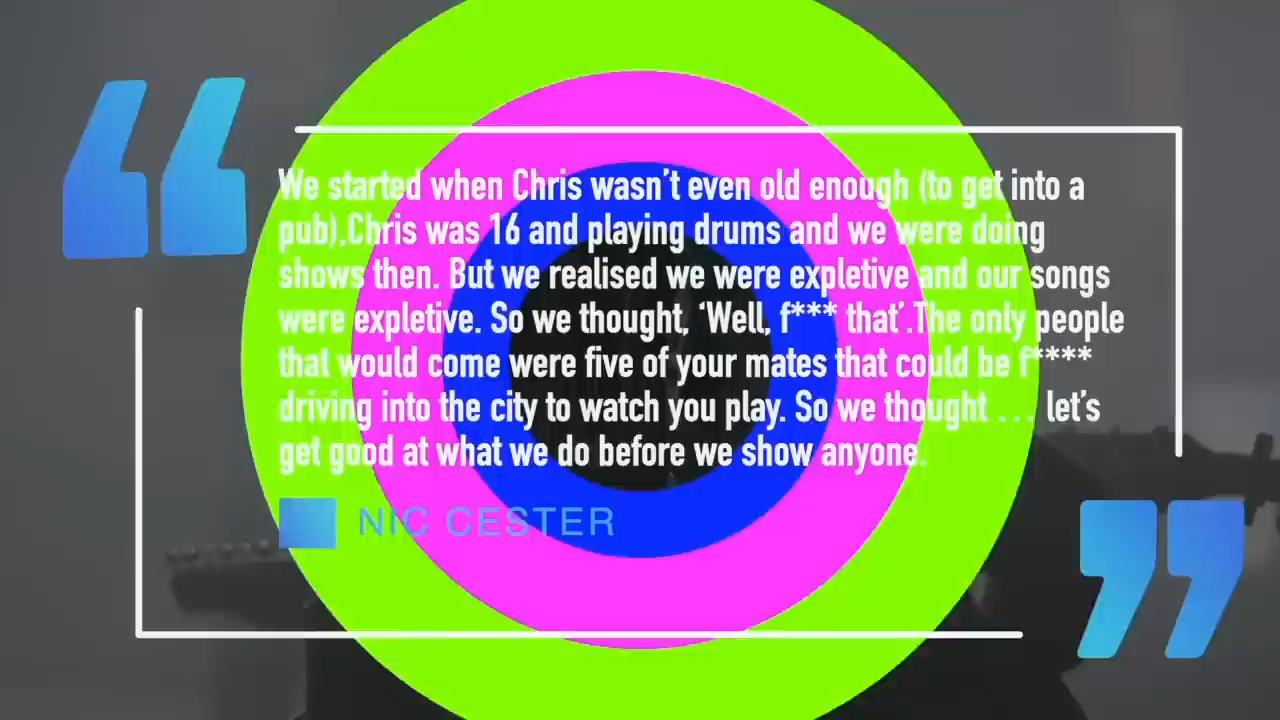 We started when Chris wasn't even old enough (to get into a
pub),Chris was 16 and playing drums and we were doing
shows then. But we realised we were expletive and our songs
were expletive. So we thought, ‘Well, f*** that’.The only people
that would come were five of your mates that could be f****
driving into the city to watch you play. So we thought ... let’s
get good at what we do before we show anyone.
NIC CESTER